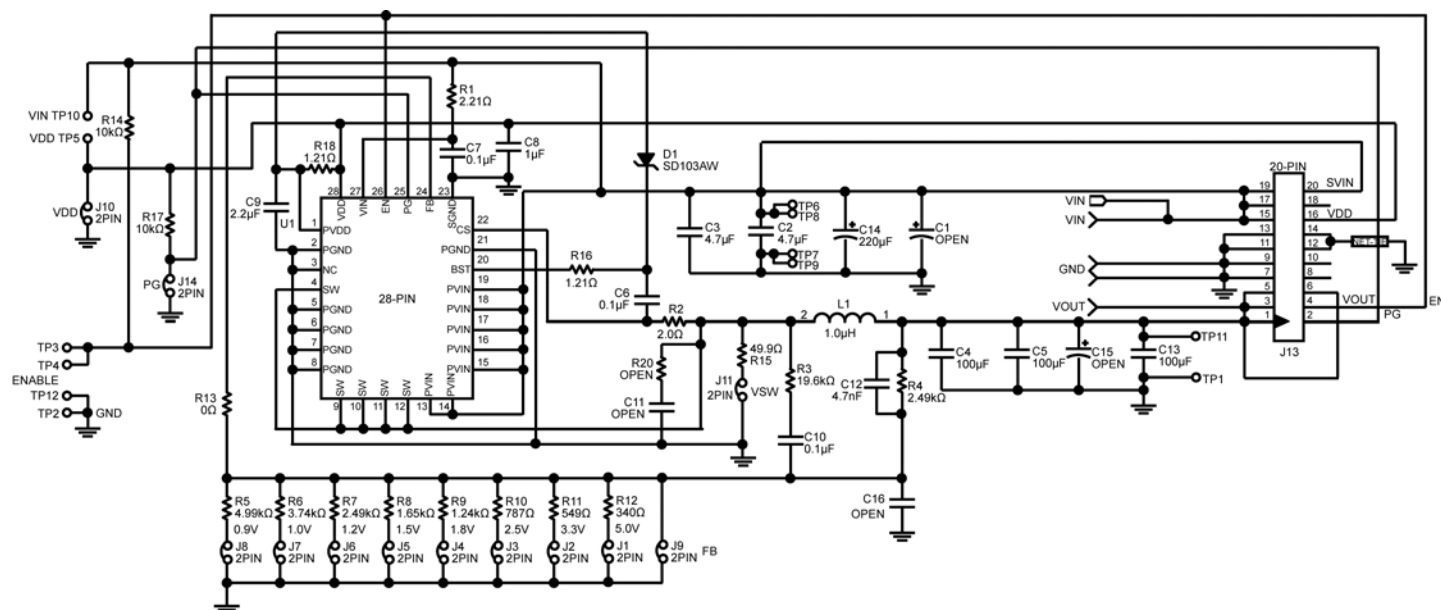 VIN TP10
VDD TP5
R14
10kΩ
VDD
J10
2PIN
R17
10kΩ
PG
J14
2PIN
TP3
TP4
ENABLE
TP12
TP2
GND
R13
0Ω
R18
1.21Ω
C9
2.2µF
U1
R1
2.21Ω
C7
0.1µF
C8
1µF
D1
SD103AW
28
27
26
25
24
23
VDD
VIN
EN
PG
FB
SGND
1
PVDD
2
PGND
3
NC
4
SW
5
PGND
6
PGND
7
PGND
8
PGND
28-PIN
22
CS
21
PGND
20
BST
19
PVIN
18
PVIN
17
PVIN
16
PVIN
15
PVIN
SW
SW
SW
SW
PVIN
PVIN
9
10
11
12
13
14
R16
1.21Ω
C6
0.1µF
R2
2.0Ω
R20
OPEN
C11
OPEN
49.9Ω
R15
J11
2PIN
VSW
R3
19.6kΩ
C10
0.1µF
2
L1
1
1.0µH
C12
4.7nF
R4
2.49kΩ
C16
OPEN
C3
4.7µF
TP6
TP8
C2
4.7µF
TP7
TP9
C14
220µF
C1
OPEN
C4
100µF
C5
100µF
C15
OPEN
C13
100µF
TP11
TP1
VIN
VIN
GND
VOUT
20-PIN
19
20
SVIN
17
18
15
16
VDD
13
14
11
12
9
10
7
8
5
6
3
4
1
2
VOUT
PG
EN
J13
R5
4.99kΩ
0.9V
J8
2PIN
R6
3.74kΩ
1.0V
J7
2PIN
R7
2.49kΩ
1.2V
J6
2PIN
R8
1.65kΩ
1.5V
J5
2PIN
R9
1.24kΩ
1.8V
J4
2PIN
R10
787Ω
2.5V
J3
2PIN
R11
549Ω
3.3V
J2
2PIN
R12
340Ω
5.0V
J1
2PIN
J9
2PIN
FB